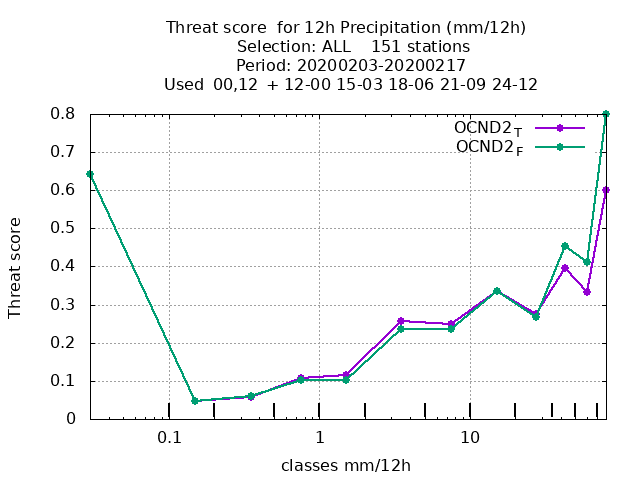 Threat score  for 12h Precipitation (mm/12h)
Selection: ALL    151 stations
Period: 20200203-20200217
Used  00,12  + 12-00 15-03 18-06 21-09 24-12
OCND2T
OCND2F
0.8
0.7
0.6
0.5
0.4
0.3
0.2
0.1
0
Threat score
0.1 1 10
classes mm/12h